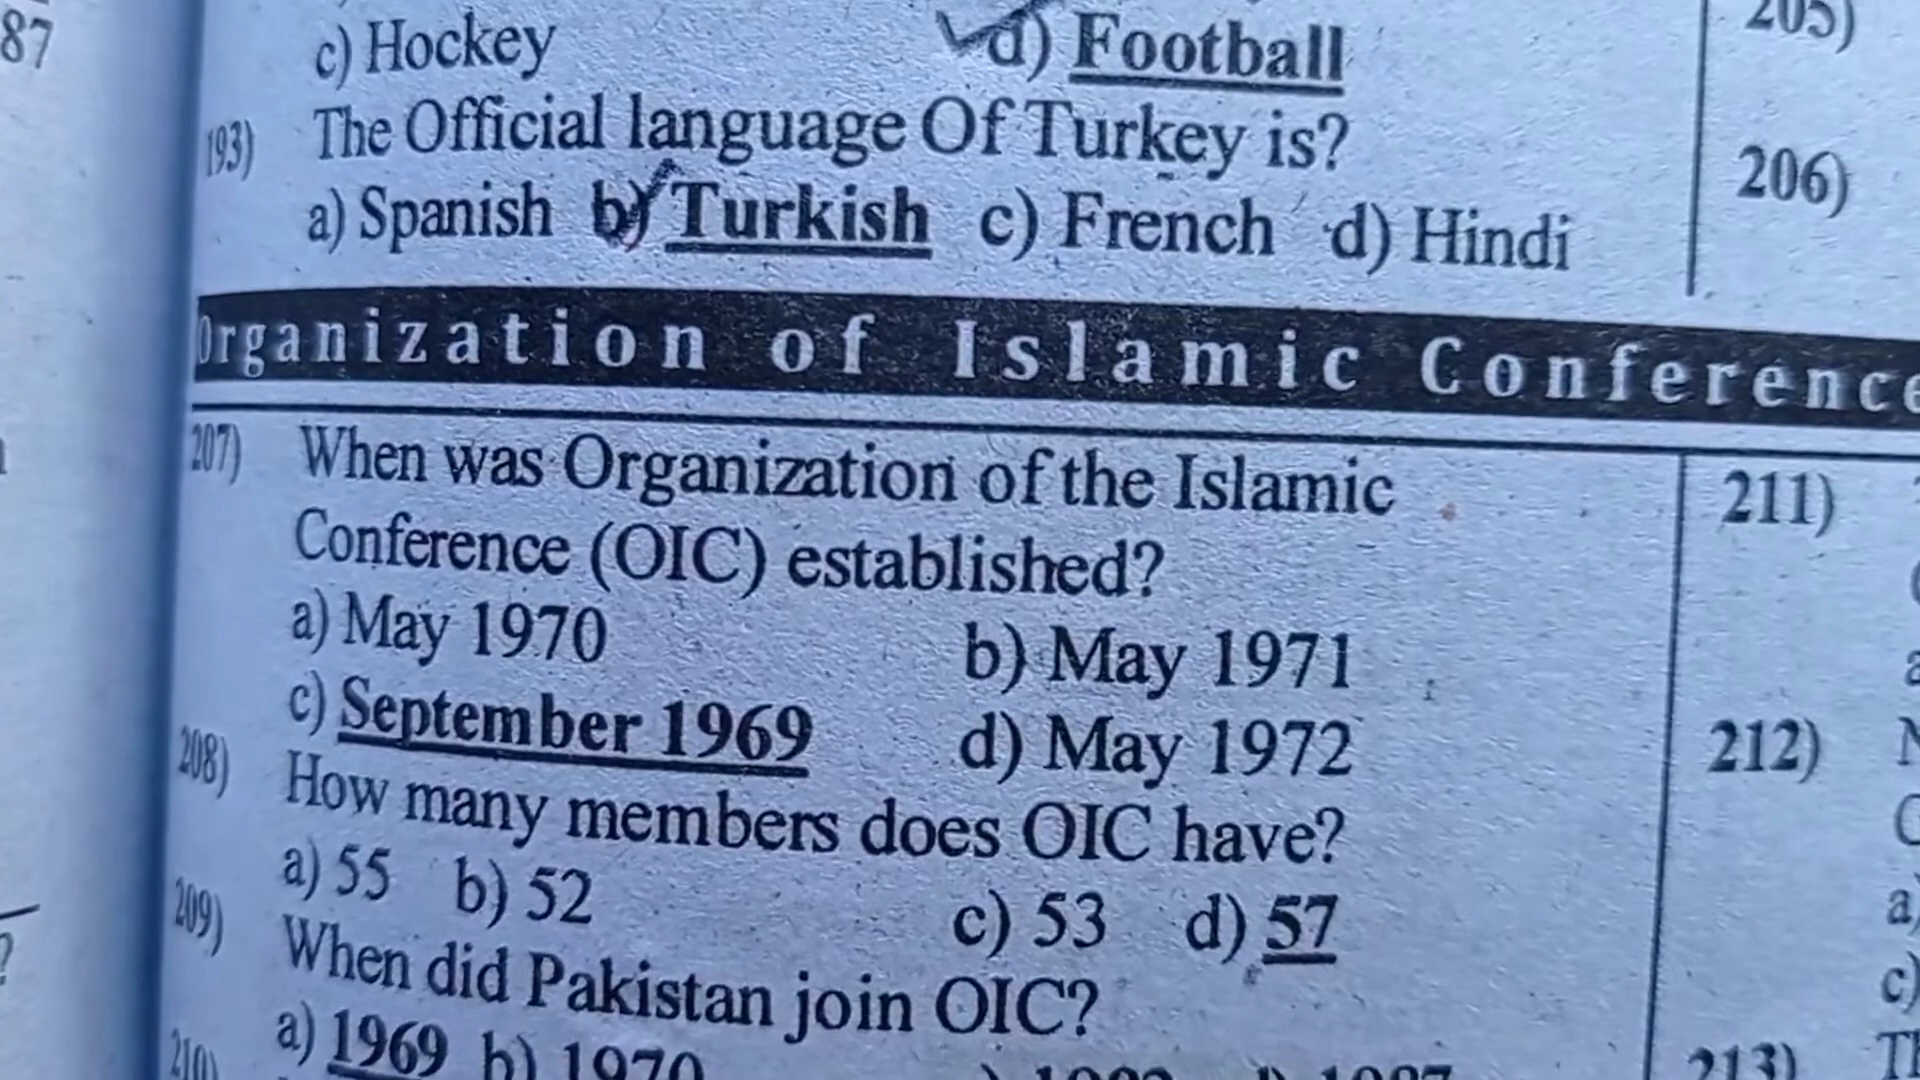 87
c) Hockey d) Football
193) The Official language Of Turkey is?
a) Spanish b) Turkish c) French d) Hindi
205)
206)
Organization of Islamic Conference
207) When was Organization of the Islamic
Conference (OIC) established?
a) May 1970 b) May 1971
c) September 1969 d) May 1972
208) How many members does OIC have?
a) 55 b) 52 c) 53 d) 57
209) When did Pakistan join OIC?
a) 1969 b) 1970
210)
211)
212)
a)
c)
213)